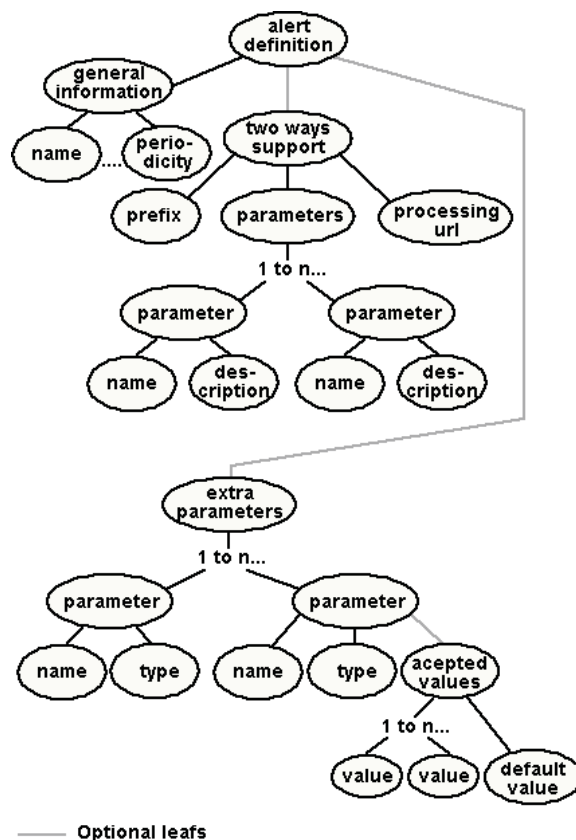 alert
definition
general
information
name
....
perio-
dicity
two ways
support
prefix
parameters
processing
url
1 to n...
parameter
parameter
name
des-
cription
name
des-
cription
extra
parameters
1 to n...
parameter
parameter
name
type
name
type
acepted
values
1 to n...
value
value
default
value
Optional leafs